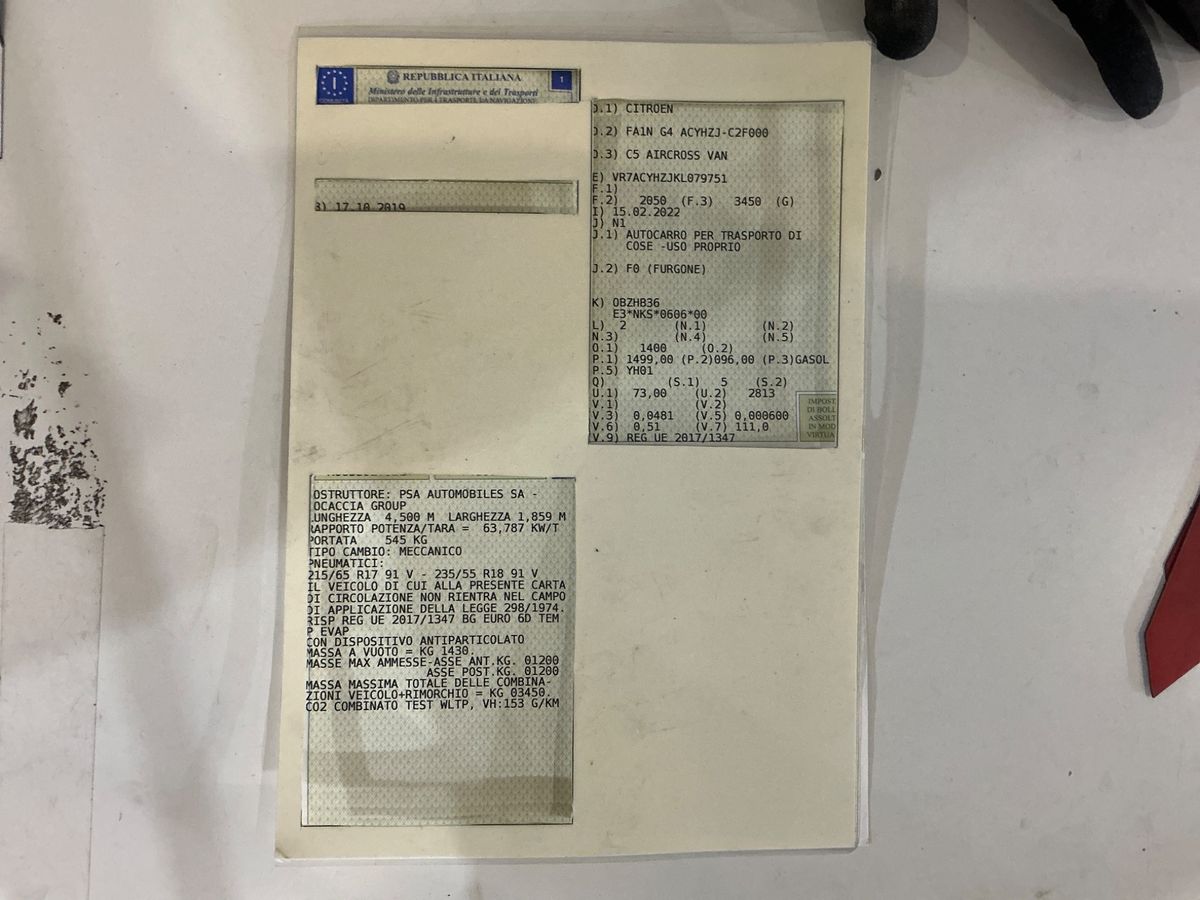 I
REPUBBLICA ITALIANA
1
Ministero delle Infrastrutture e dei Trasporti
DIPARTIMENTO PER I TRASPORTI, LA NAVIGAZIONE
B) 17.10 2019
D.1) CITROEN
D.2) FA1N G4 ACYHZJ-C2F000
D.3) C5 AIRCROSS VAN
E) VR7ACYHZJKL079751
F.1)
F.2) 2050 (F.3) 3450 (G)
I) 15.02.2022
J) N1
J.1) AUTOCARRO PER TRASPORTO DI
COSE -USO PROPRIO
J.2) F0 (FURGONE)
K) OBZHB36
E3*NKS*0606*00
L) 2 (N.1) (N.2)
N.3) (N.4) (N.5)
O.1) 1400 (O.2)
P.1) 1499,00 (P.2)096,00 (P.3)GASOL
P.5) YH01
Q) (S.1) 5 (S.2)
U.1) 73,00 (U.2) 2813
V.1) (V.2)
V.3) 0,0481 (V.5) 0,000600
V.6) 0,51 (V.7) 111,0
V.9) REG UE 2017/1347
IMPOST
DI BOLL
ASSOLT
IN MOD
VIRTUA
OSTRUTTORE: PSA AUTOMOBILES SA -
OCACCIA GROUP
LUNGHEZZA 4,500 M LARGHEZZA 1,859 M
RAPPORTO POTENZA/TARA = 63,787 KW/T
PORTATA 545 KG
TIPO CAMBIO: MECCANICO
PNEUMATICI:
215/65 R17 91 V - 235/55 R18 91 V
IL VEICOLO DI CUI ALLA PRESENTE CARTA
DI CIRCOLAZIONE NON RIENTRA NEL CAMPO
DI APPLICAZIONE DELLA LEGGE 298/1974.
RISP REG UE 2017/1347 BG EURO 6D TEM
P EVAP
CON DISPOSITIVO ANTIPARTICOLATO
MASSA A VUOTO = KG 1430.
MASSE MAX AMMESSE-ASSE ANT.KG. 01200
ASSE POST.KG. 01200
MASSA MASSIMA TOTALE DELLE COMBINA-
ZIONI VEICOLO+RIMORCHIO = KG 03450.
CO2 COMBINATO TEST WLTP, VH:153 G/KM